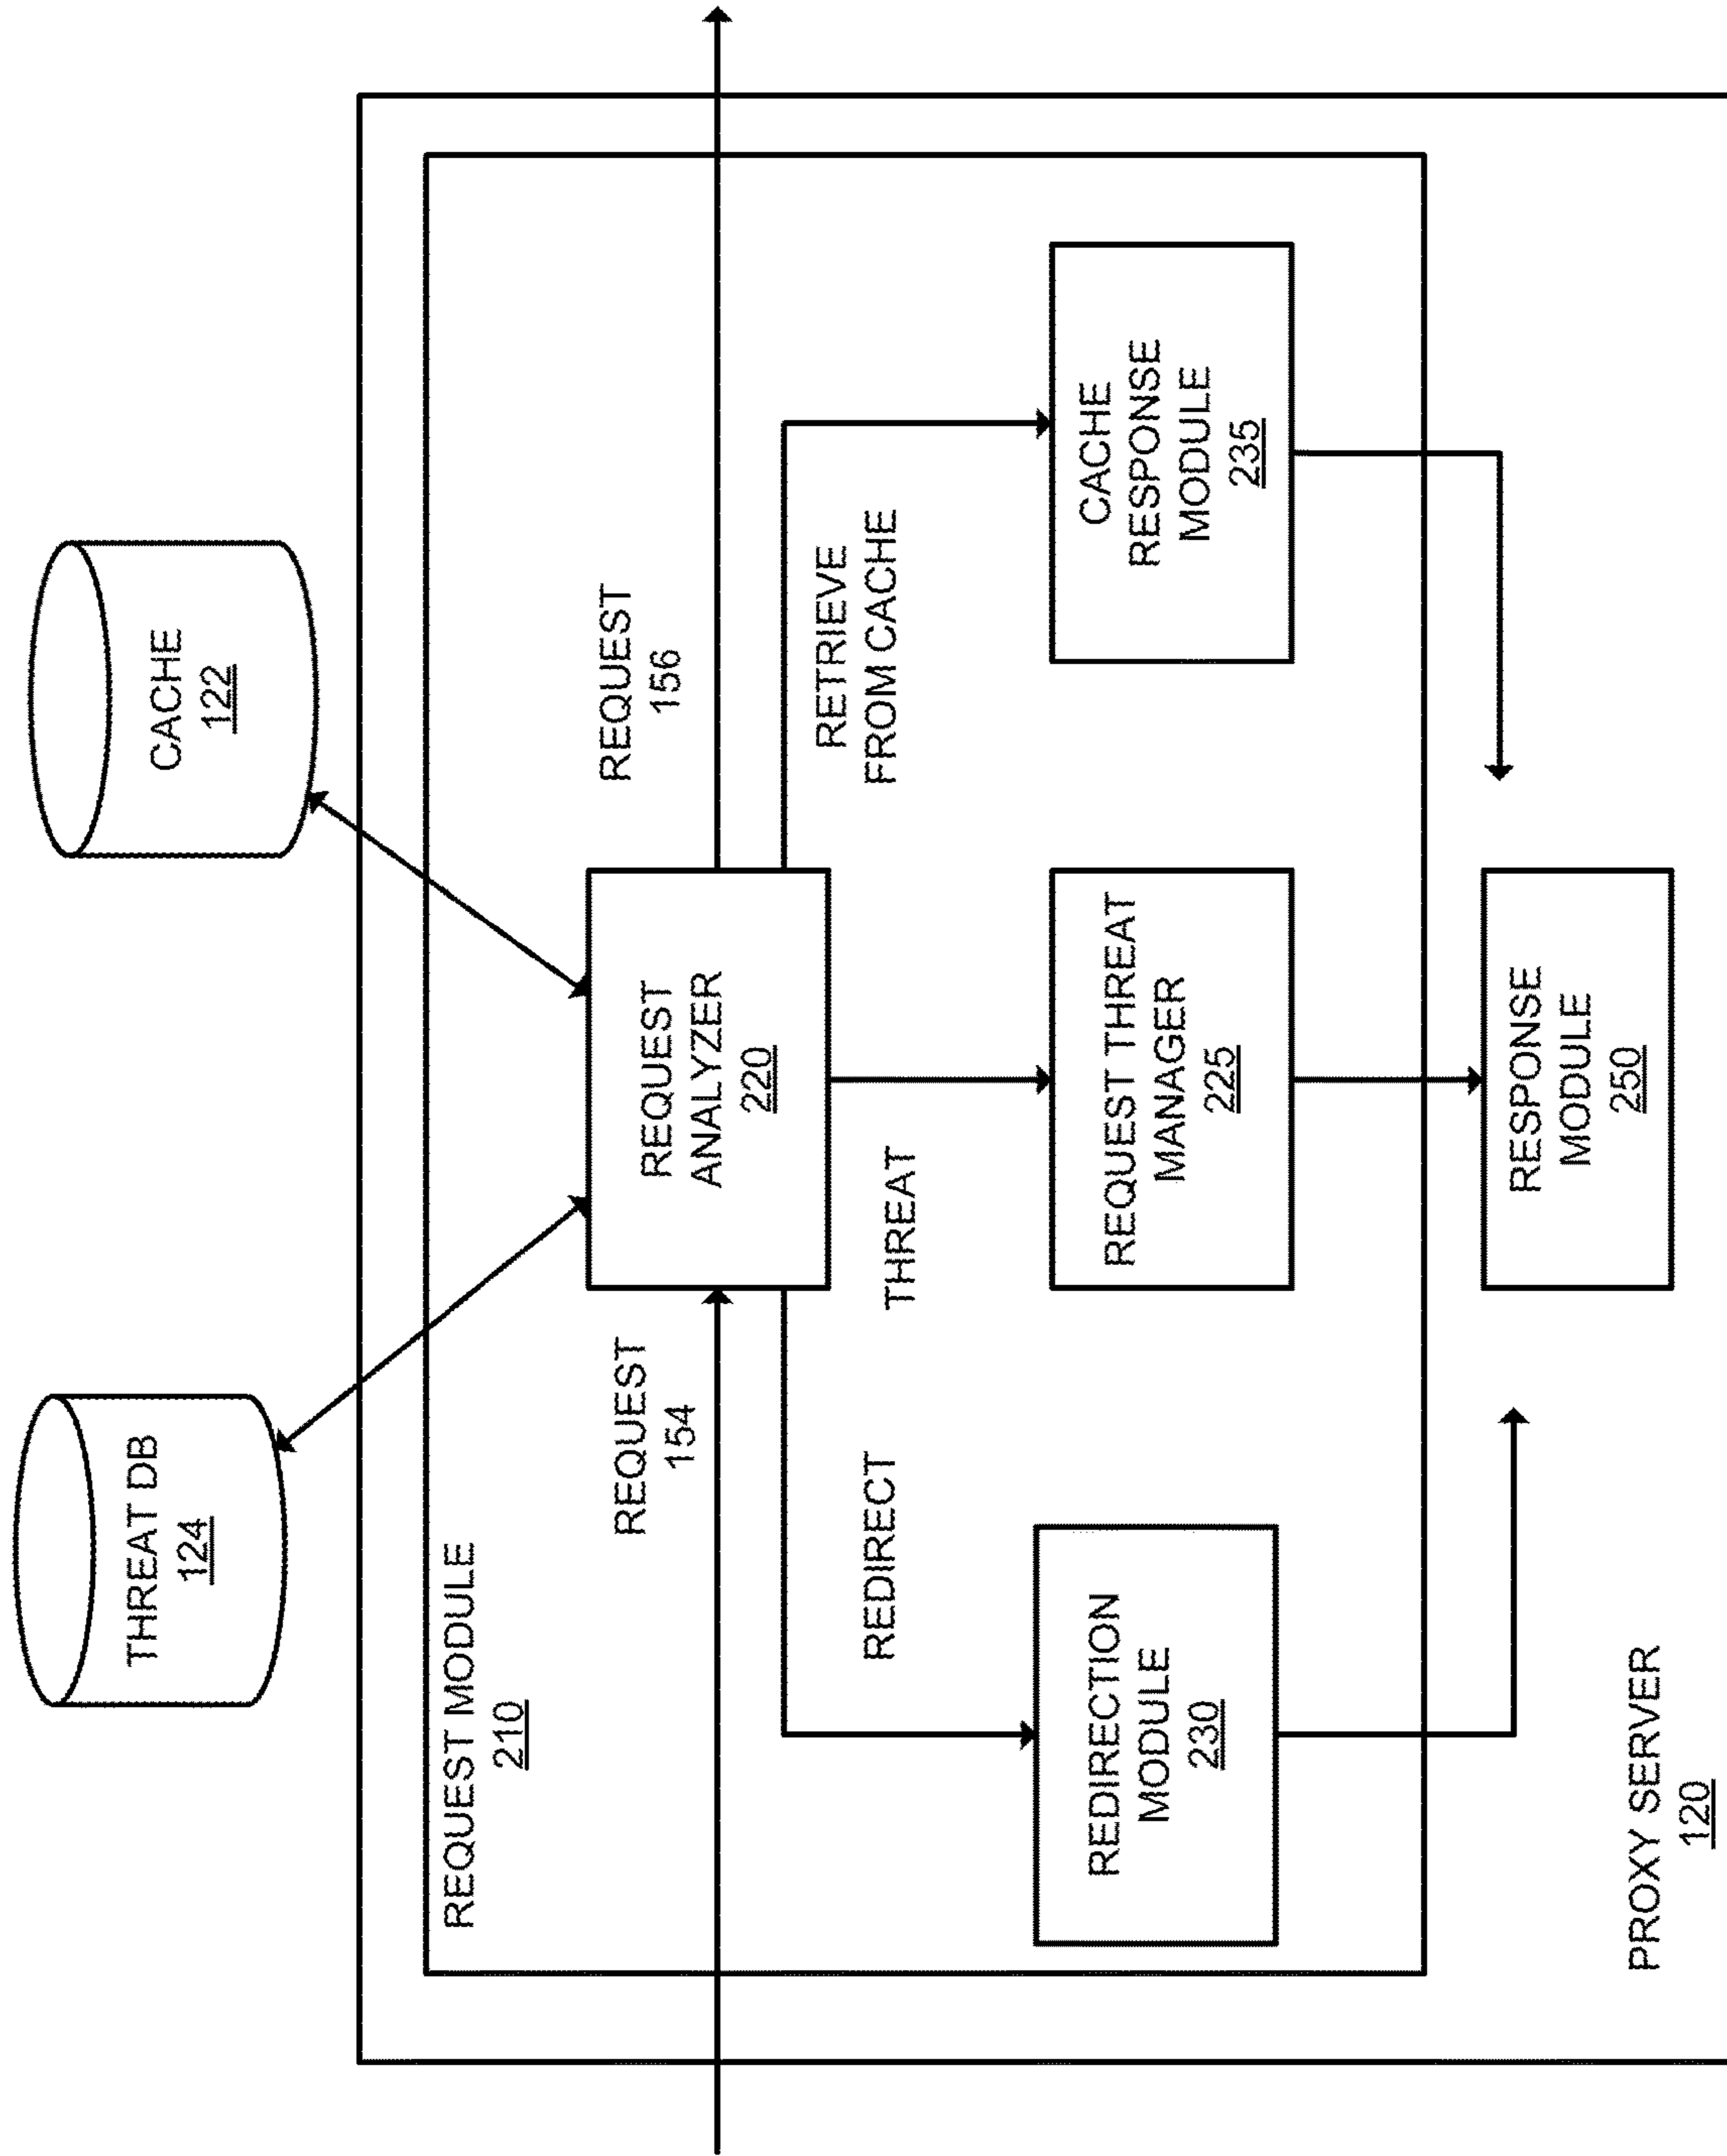 THREAT DB
124
CACHE
122
REQUEST MODULE
210
REQUEST
154
REQUEST
ANALYZER
220
REQUEST
156
REDIRECT
THREAT
RETRIEVE
FROM CACHE
REDIRECTION
MODULE
230
REQUEST THREAT
MANAGER
225
CACHE
RESPONSE
MODULE
235
RESPONSE
MODULE
250
PROXY SERVER
120